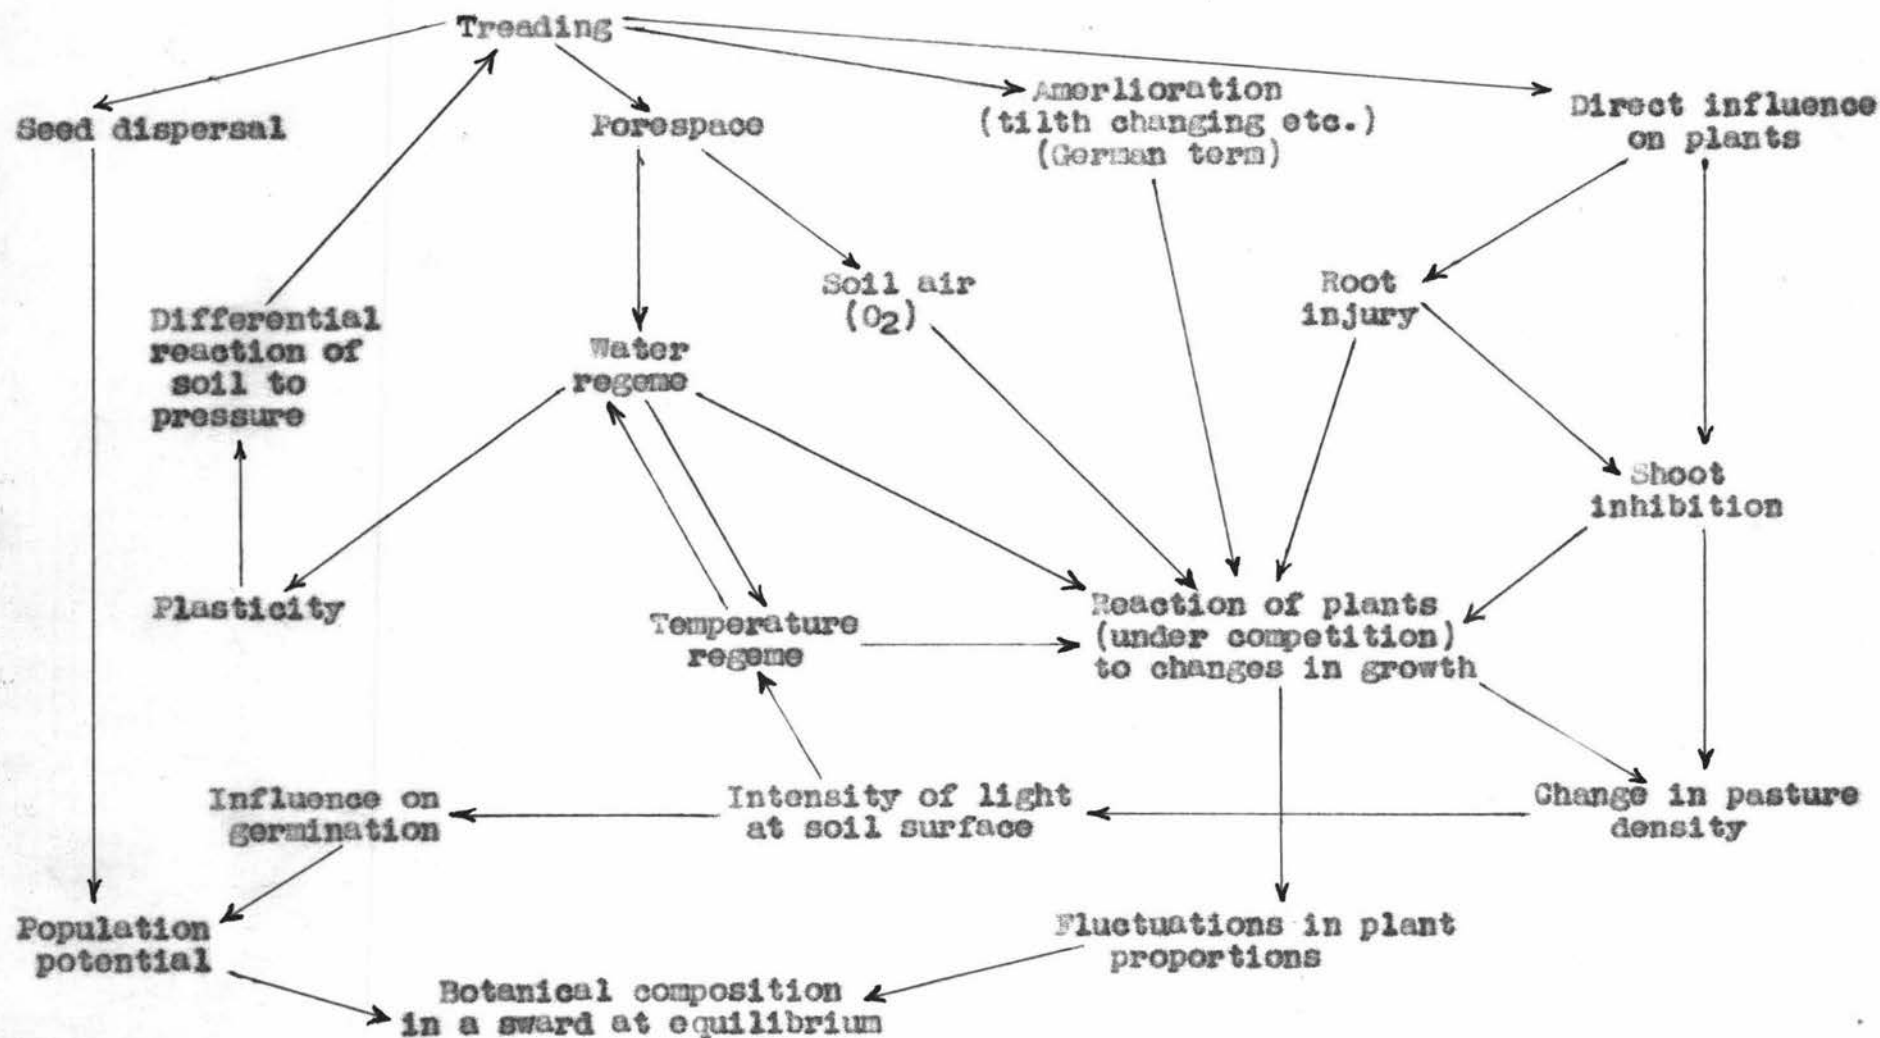 Treading
Seed dispersal
Porespace
Amerlioration
(tilth changing etc.)
(German term)
Direct influence
on plants
Differential
reaction of
soil to
pressure
Water
regeme
Soil air
(O2)
Root
injury
Shoot
inhibition
Plasticity
Temperature
regeme
Reaction of plants
(under competition)
to changes in growth
Influence on
germination
Intensity of light
at soil surface
Change in pasture
density
Population
potential
Fluctuations in plant
proportions
Botanical composition
in a sward at equilibrium